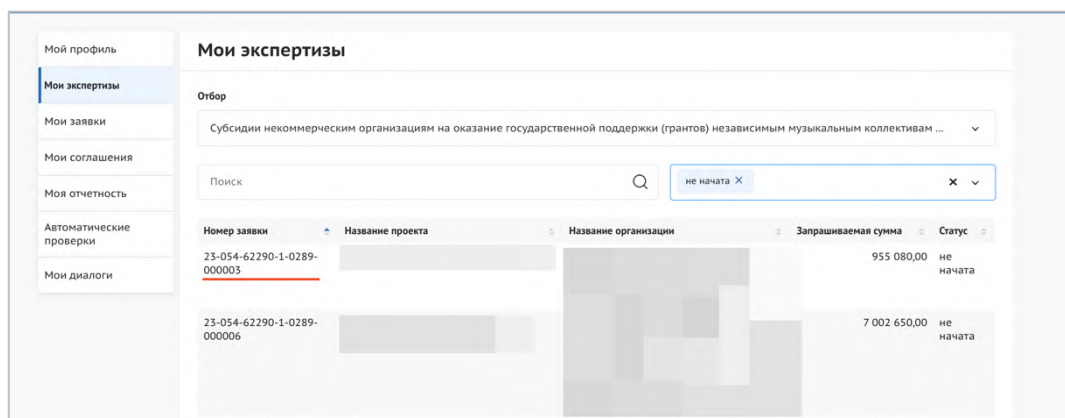 Мой профиль
Мои экспертизы
Мои заявки
Мои соглашения
Моя отчетность
Автоматические
проверки
Мои диалоги
Мои экспертизы
Отбор
Субсидии некоммерческим организациям на оказание государственной поддержки (грантов) независимым музыкальным коллективам ...
Поиск
не начата
Номер заявки Название проекта Название организации Запрашиваемая сумма Статус
23-054-62290-1-0289- 955 080,00 не
000003 начата
23-054-62290-1-0289- 7 002 650,00 не
000006 начата